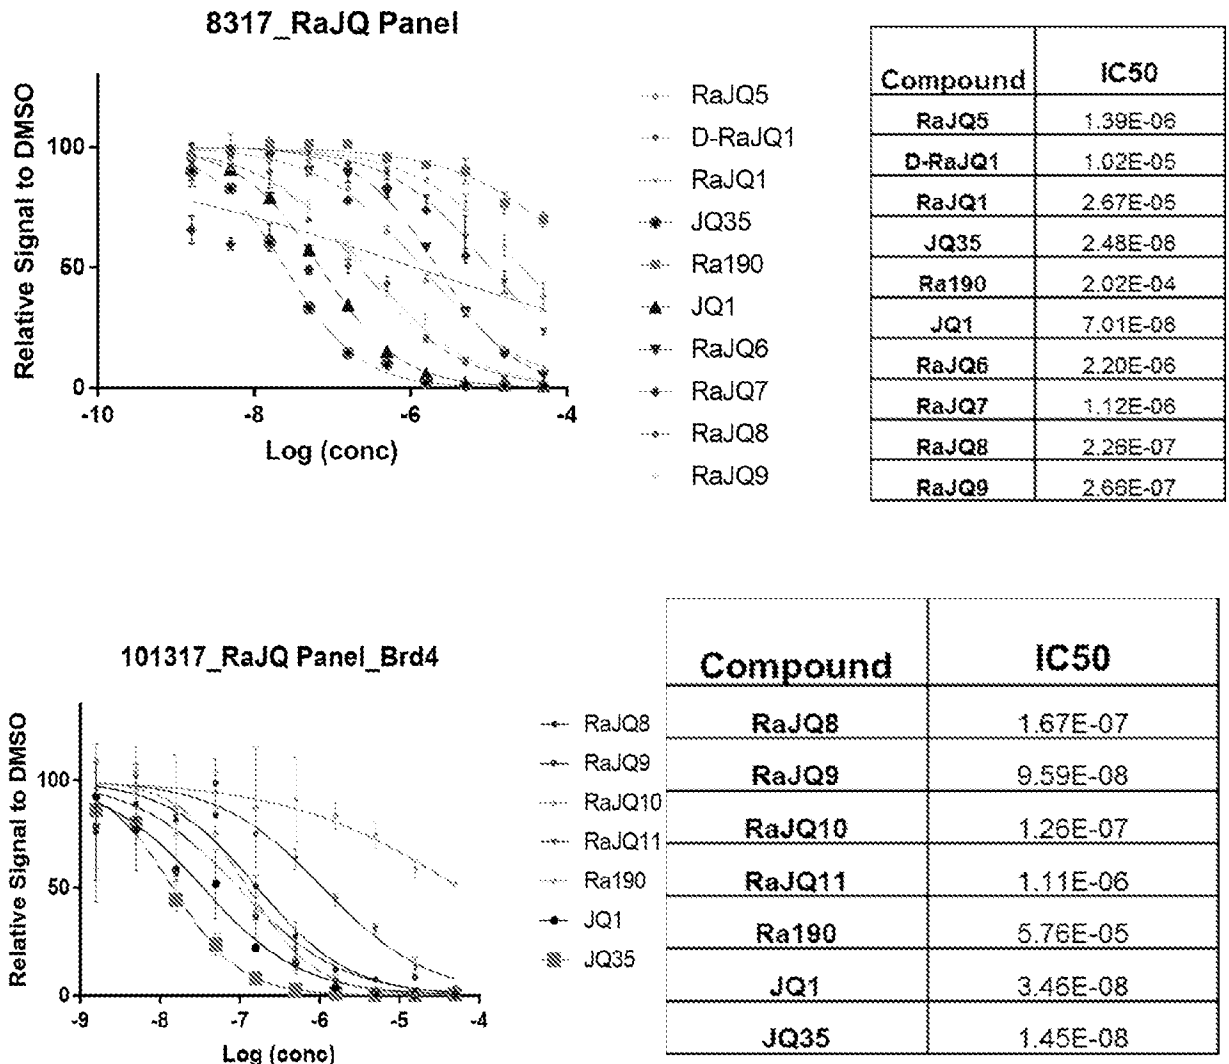 8317_RaJQ Panel
Relative Signal to DMSO
100
50
0
-10 -8 -6 -4
Log (conc)
RaJQ5
D-RaJQ1
RaJQ1
JQ35
Ra190
JQ1
RaJQ6
RaJQ7
RaJQ8
RaJQ9
Compound IC50
RaJQ5 1.39E-06
D-RaJQ1 1.02E-05
RaJQ1 2.67E-05
JQ35 2.48E-08
Ra190 2.02E-04
JQ1 7.01E-08
RaJQ6 2.20E-06
RaJQ7 1.12E-06
RaJQ8 2.26E-07
RaJQ9 2.66E-07
101317_RaJQ Panel_Brd4
Relative Signal to DMSO
100
50
0
-9 -8 -7 -6 -5 -4
Log (conc)
RaJQ8
RaJQ9
RaJQ10
RaJQ11
Ra190
JQ1
JQ35
Compound IC50
RaJQ8 1.67E-07
RaJQ9 9.59E-08
RaJQ10 1.26E-07
RaJQ11 1.11E-06
Ra190 5.76E-05
JQ1 3.46E-08
JQ35 1.45E-08